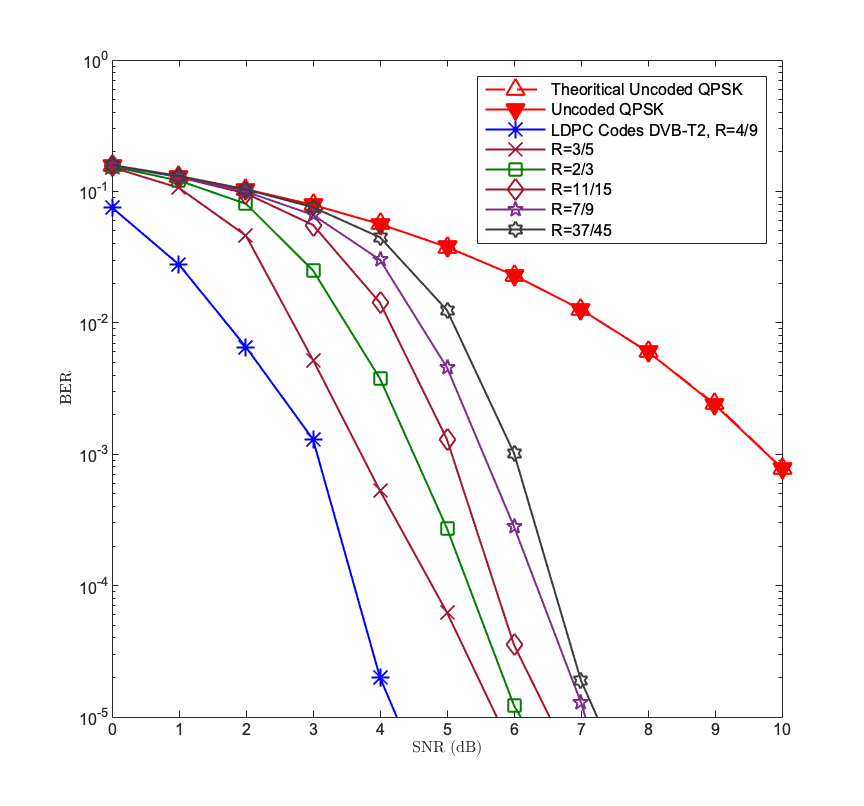 10^0
10^-1
10^-2
10^-3
10^-4
10^-5
BER
0 1 2 3 4 5 6 7 8 9 10
SNR (dB)
Theoritical Uncoded QPSK
Uncoded QPSK
LDPC Codes DVB-T2, R=4/9
R=3/5
R=2/3
R=11/15
R=7/9
R=37/45